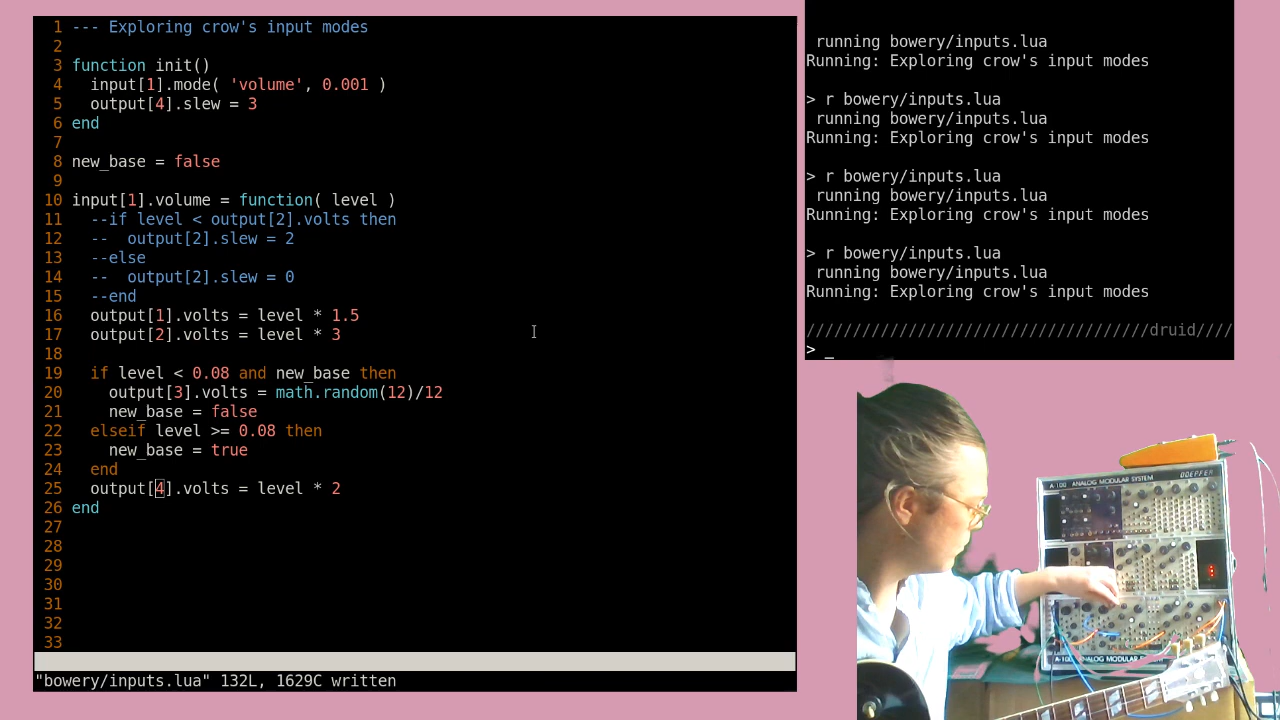 1 --- Exploring crow's input modes
2
3 function init()
4   input[1].mode( 'volume', 0.001 )
5   output[4].slew = 3
6 end
7
8 new_base = false
9
10 input[1].volume = function( level )
11   --if level < output[2].volts then
12   --  output[2].slew = 2
13   --else
14   --  output[2].slew = 0
15   --end
16   output[1].volts = level * 1.5
17   output[2].volts = level * 3
18
19   if level < 0.08 and new_base then
20     output[3].volts = math.random(12)/12
21     new_base = false
22   elseif level >= 0.08 then
23     new_base = true
24   end
25   output[4].volts = level * 2
26 end
27
28
29
30
31
32
33
"bowery/inputs.lua" 132L, 1629C written
running bowery/inputs.lua
Running: Exploring crow's input modes
> r bowery/inputs.lua
running bowery/inputs.lua
Running: Exploring crow's input modes
> r bowery/inputs.lua
running bowery/inputs.lua
Running: Exploring crow's input modes
> r bowery/inputs.lua
running bowery/inputs.lua
Running: Exploring crow's input modes
/////////////////////////////////////druid////
> _
A-100 ANALOG MODULAR SYSTEM DOEPFER
A-100 ANALOG MODULAR SYSTEM